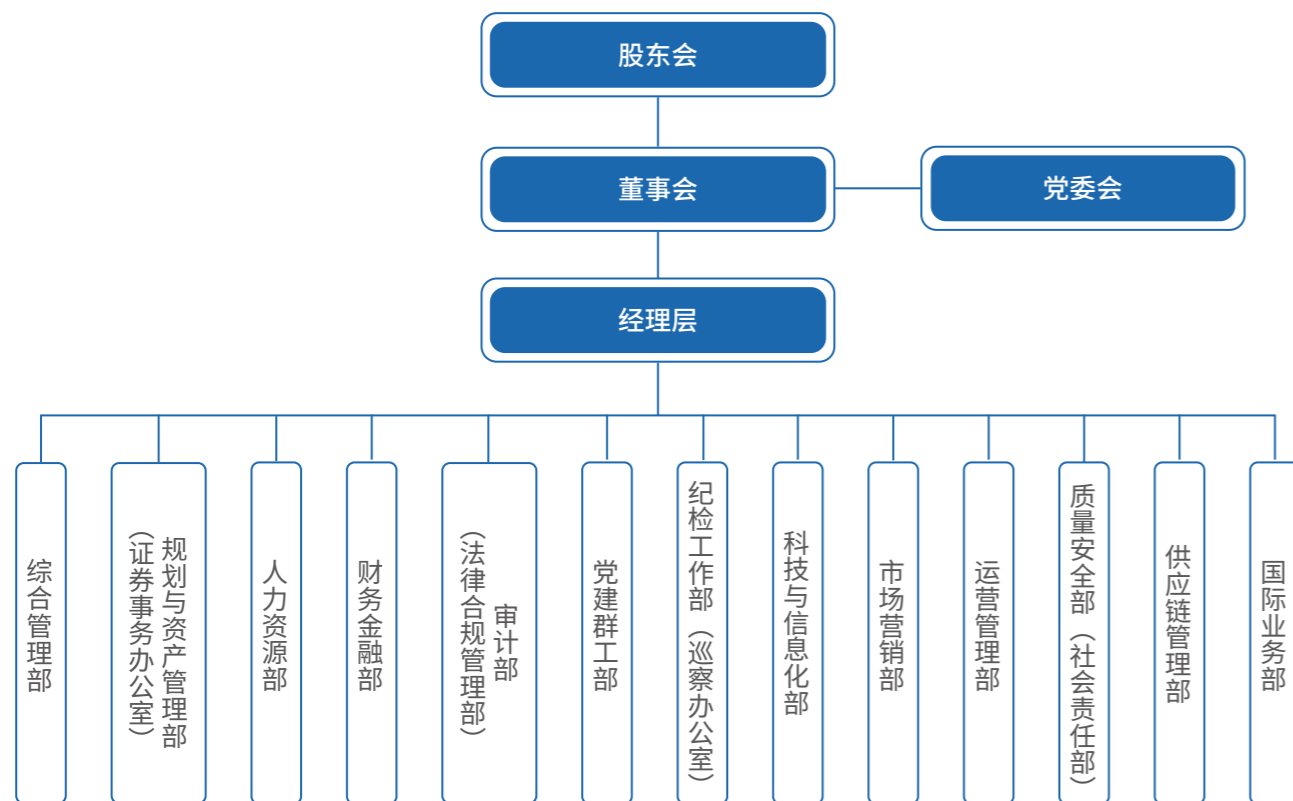 股东会
董事会
党委会
经理层
综合管理部
规划与资产管理部
（证券事务办公室）
人力资源部
财务金融部
审计部
（法律合规管理部）
党建群工部
纪检工作部（巡察办公室）
科技与信息化部
市场营销部
运营管理部
质量安全部（社会责任部）
供应链管理部
国际业务部